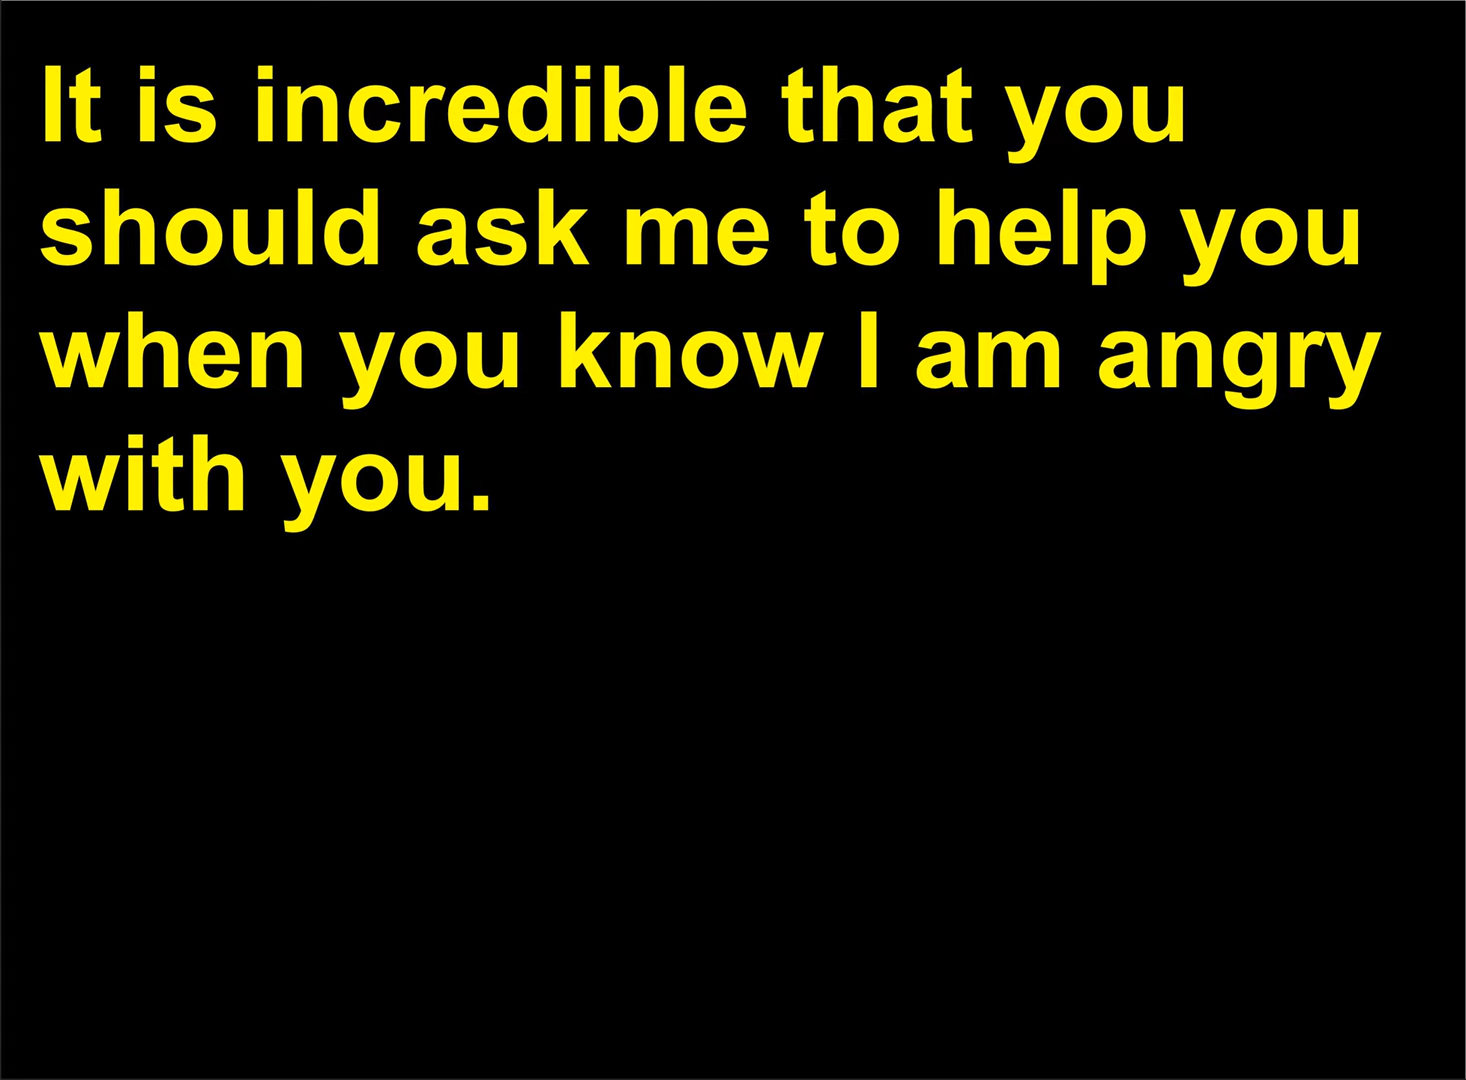 It is incredible that you
should ask me to help you
when you know I am angry
with you.